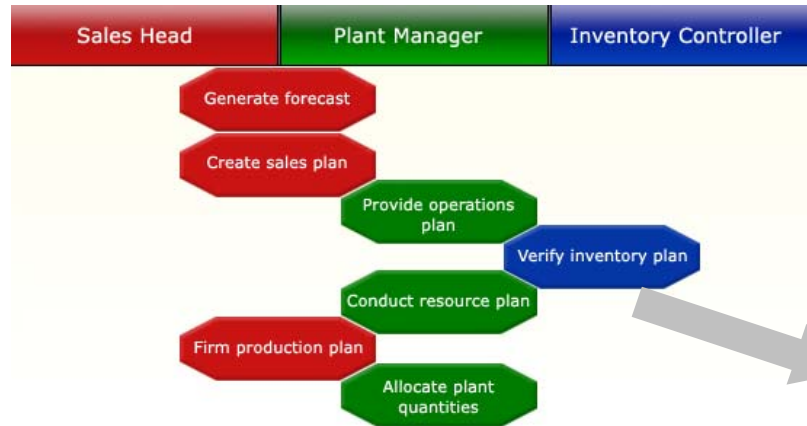 Sales Head
Plant Manager
Inventory Controller
Generate forecast
Create sales plan
Provide operations
plan
Verify inventory plan
Conduct resource plan
Firm production plan
Allocate plant
quantities